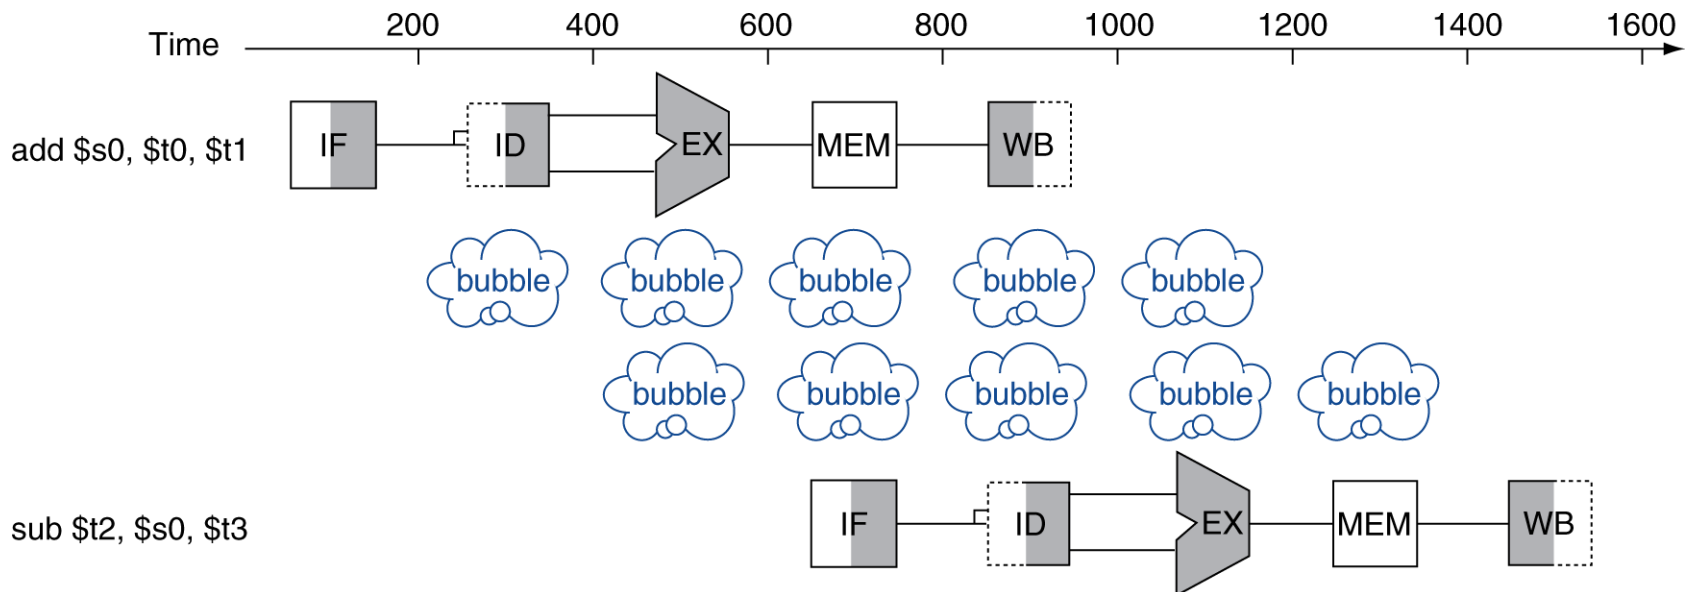 200 400 600 800 1000 1200 1400 1600
Time
add $s0, $t0, $t1 IF ID EX MEM WB
bubble bubble bubble bubble bubble
bubble bubble bubble bubble bubble
sub $t2, $s0, $t3 IF ID EX MEM WB